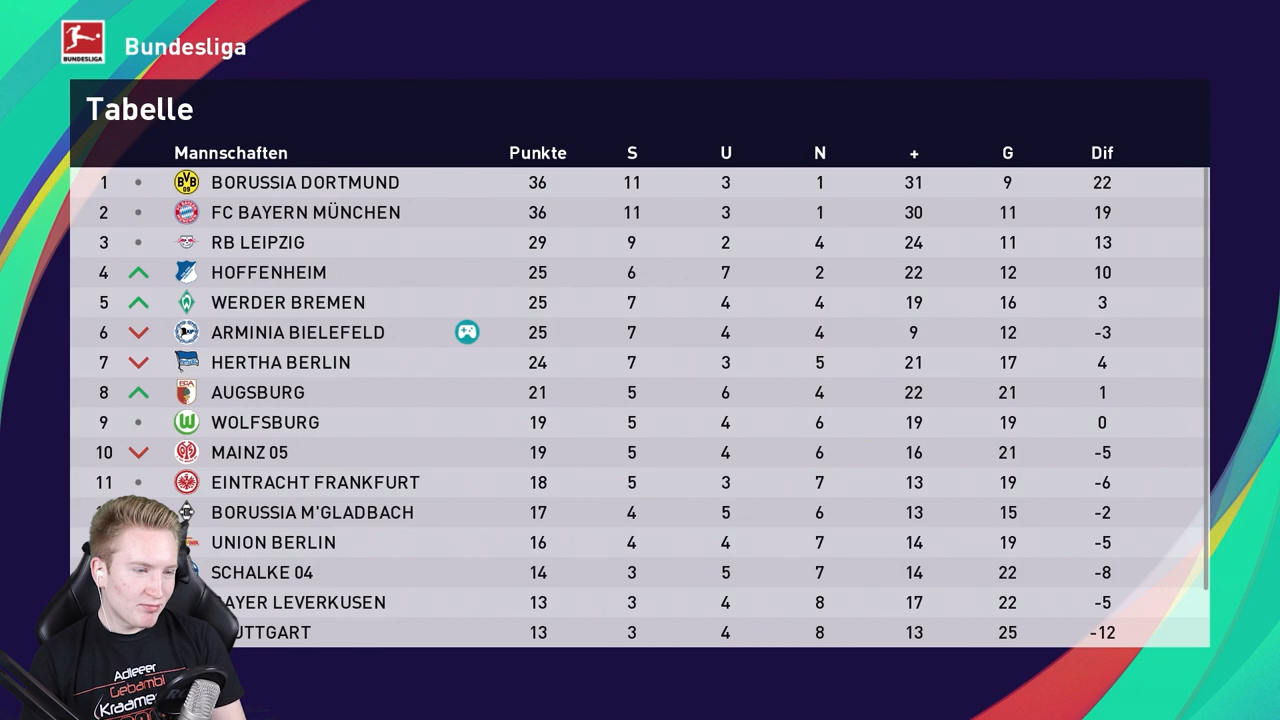 BUNDESLIGA
Bundesliga
Tabelle
Mannschaften Punkte S U N + G Dif
1 BORUSSIA DORTMUND 36 11 3 1 31 9 22
2 FC BAYERN MÜNCHEN 36 11 3 1 30 11 19
3 RB LEIPZIG 29 9 2 4 24 11 13
4 HOFFENHEIM 25 6 7 2 22 12 10
5 WERDER BREMEN 25 7 4 4 19 16 3
6 ARMINIA BIELEFELD 25 7 4 4 9 12 -3
7 HERTHA BERLIN 24 7 3 5 21 17 4
8 AUGSBURG 21 5 6 4 22 21 1
9 WOLFSBURG 19 5 4 6 19 19 0
10 MAINZ 05 19 5 4 6 16 21 -5
11 EINTRACHT FRANKFURT 18 5 3 7 13 19 -6
BORUSSIA M'GLADBACH 17 4 5 6 13 15 -2
UNION BERLIN 16 4 4 7 14 19 -5
SCHALKE 04 14 3 5 7 14 22 -8
AYER LEVERKUSEN 13 3 4 8 17 22 -5
UTTGART 13 3 4 8 13 25 -12
Adleeer
Gebambl
Kraame